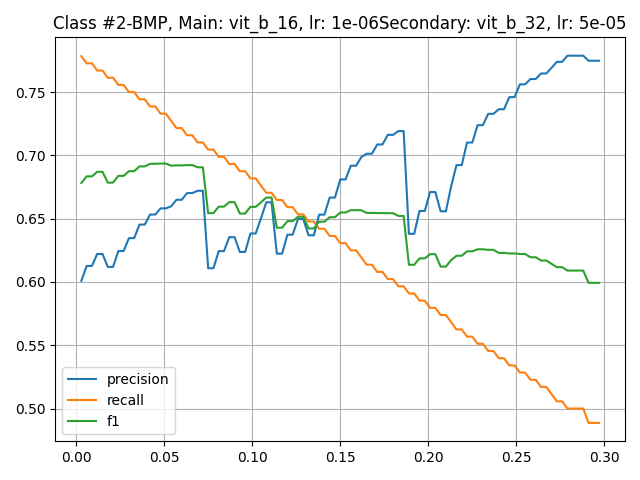 Class #2-BMP, Main: vit_b_16, lr: 1e-06Secondary: vit_b_32, lr: 5e-05
0.75
0.70
0.65
0.60
0.55
0.50
precision
recall
f1
0.00 0.05 0.10 0.15 0.20 0.25 0.30